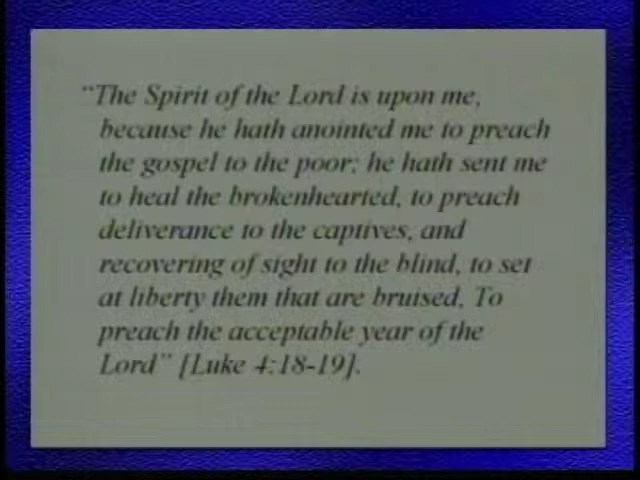 “The Spirit of the Lord is upon me,
because he hath anointed me to preach
the gospel to the poor; he hath sent me
to heal the brokenhearted, to preach
deliverance to the captives, and
recovering of sight to the blind, to set
at liberty them that are bruised, To
preach the acceptable year of the
Lord” [Luke 4:18-19].